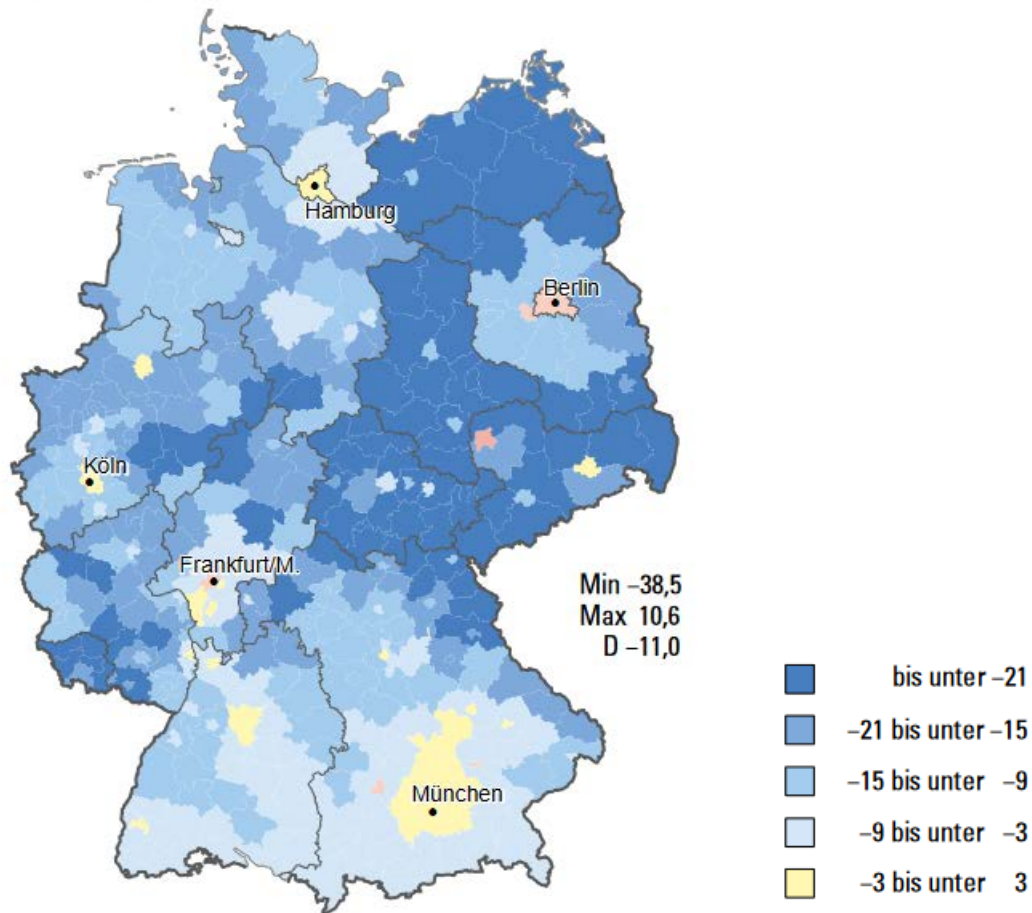 Hamburg
Berlin
Köln
Frankfurt/M.
Min –38,5
Max 10,6
D –11,0
bis unter –21
–21 bis unter –15
–15 bis unter –9
–9 bis unter –3
–3 bis unter 3
München